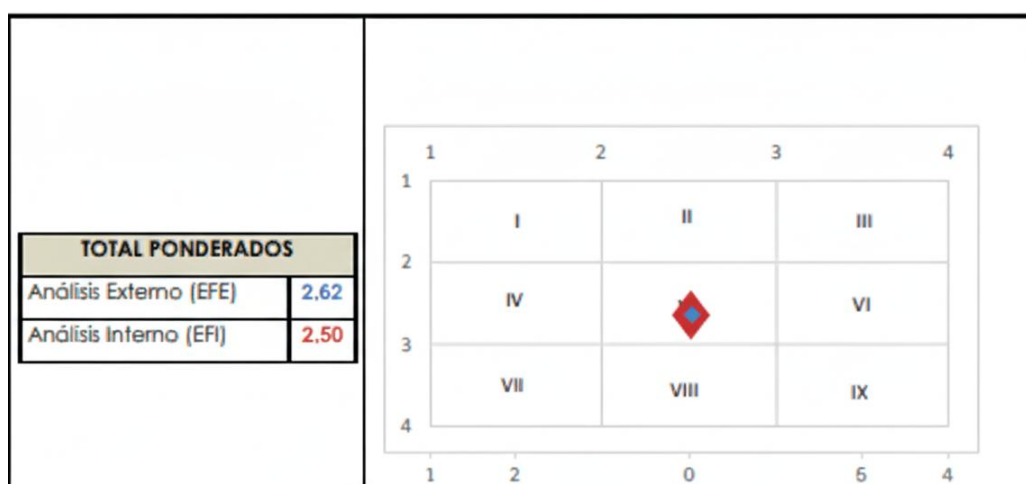 TOTAL PONDERADOS
Análisis Externo (EFE) 2,62
Análisis Interno (EFI) 2,50
1 2 3 4
1
I II III
2
IV VI
3
VII VIII IX
4
1 2 0 5 4